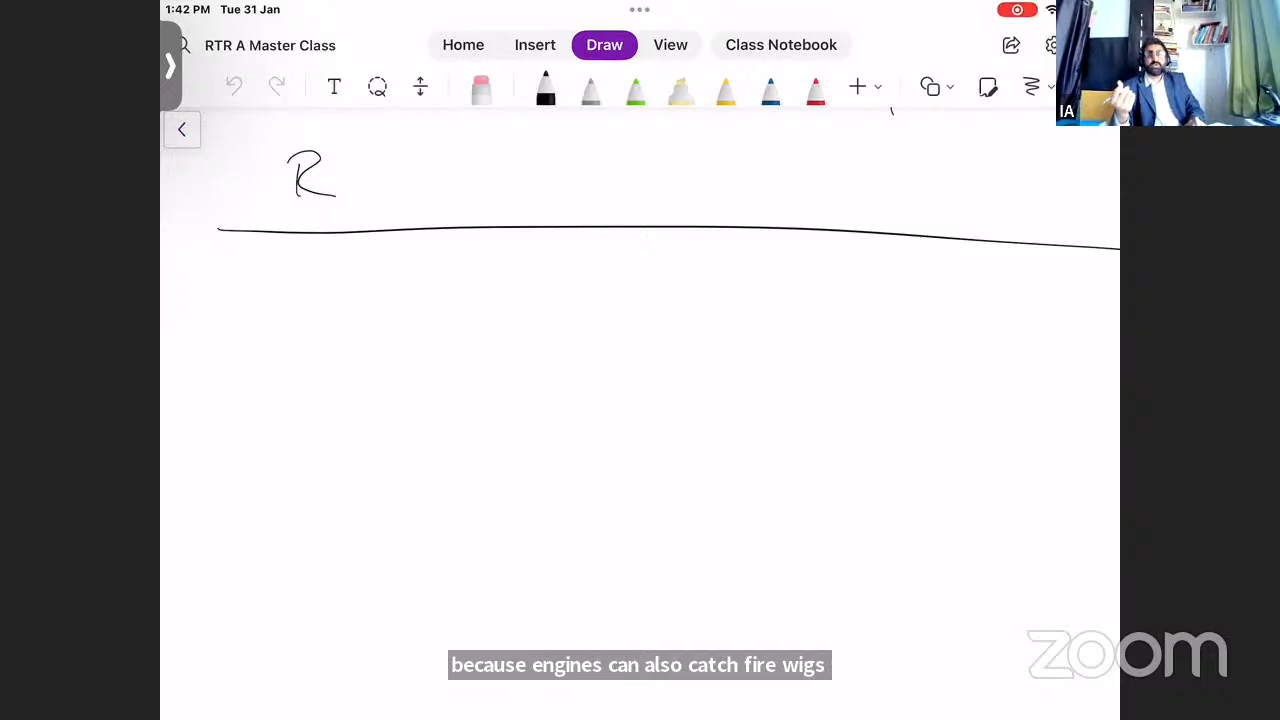 1:42 PM Tue 31 Jan
RTR A Master Class
Home Insert Draw View Class Notebook
T
IA
R
because engines can also catch fire wigs
zoom